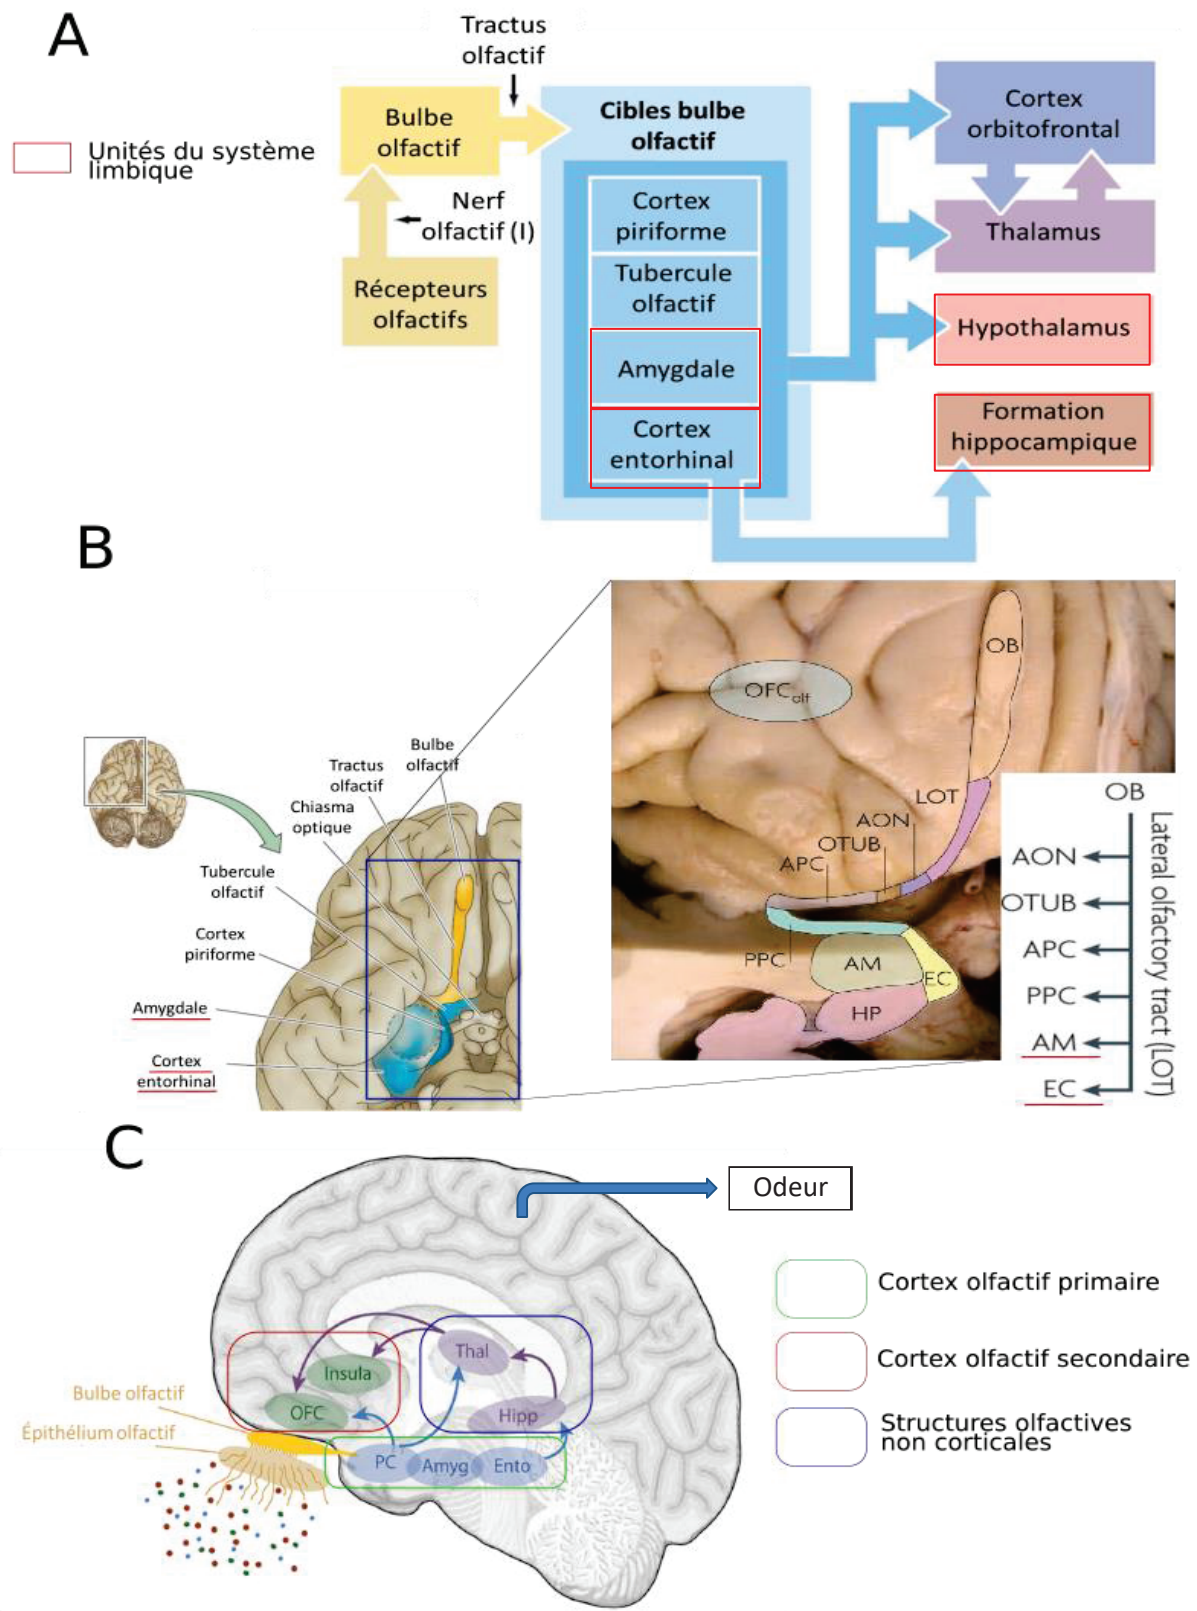 A
Tractus
olfactif
Unités du système
limbique
Bulbe
olfactif
Cibles bulbe
olfactif
Cortex
orbitofrontal
Nerf
olfactif (I)
Cortex
piriforme
Thalamus
Récepteurs
olfactifs
Tubercule
olfactif
Hypothalamus
Amygdale
Formation
hippocampique
Cortex
entorhinal
B
Bulbe
olfactif
Tractus
olfactif
Chiasma
optique
Tubercule
olfactif
Cortex
piriforme
Amygdale
Cortex
entorhinal
OB
OFColf
LOT
AON
OTUB
APC
PPC
AM
EC
HP
OB
AON
OTUB
APC
PPC
AM
EC
Lateral olfactory tract (LOT)
C
Odeur
Cortex olfactif primaire
Cortex olfactif secondaire
Structures olfactives
non corticales
Thal
Insula
OFC
Hipp
Bulbe olfactif
Épithélium olfactif
PC
Amyg
Ento